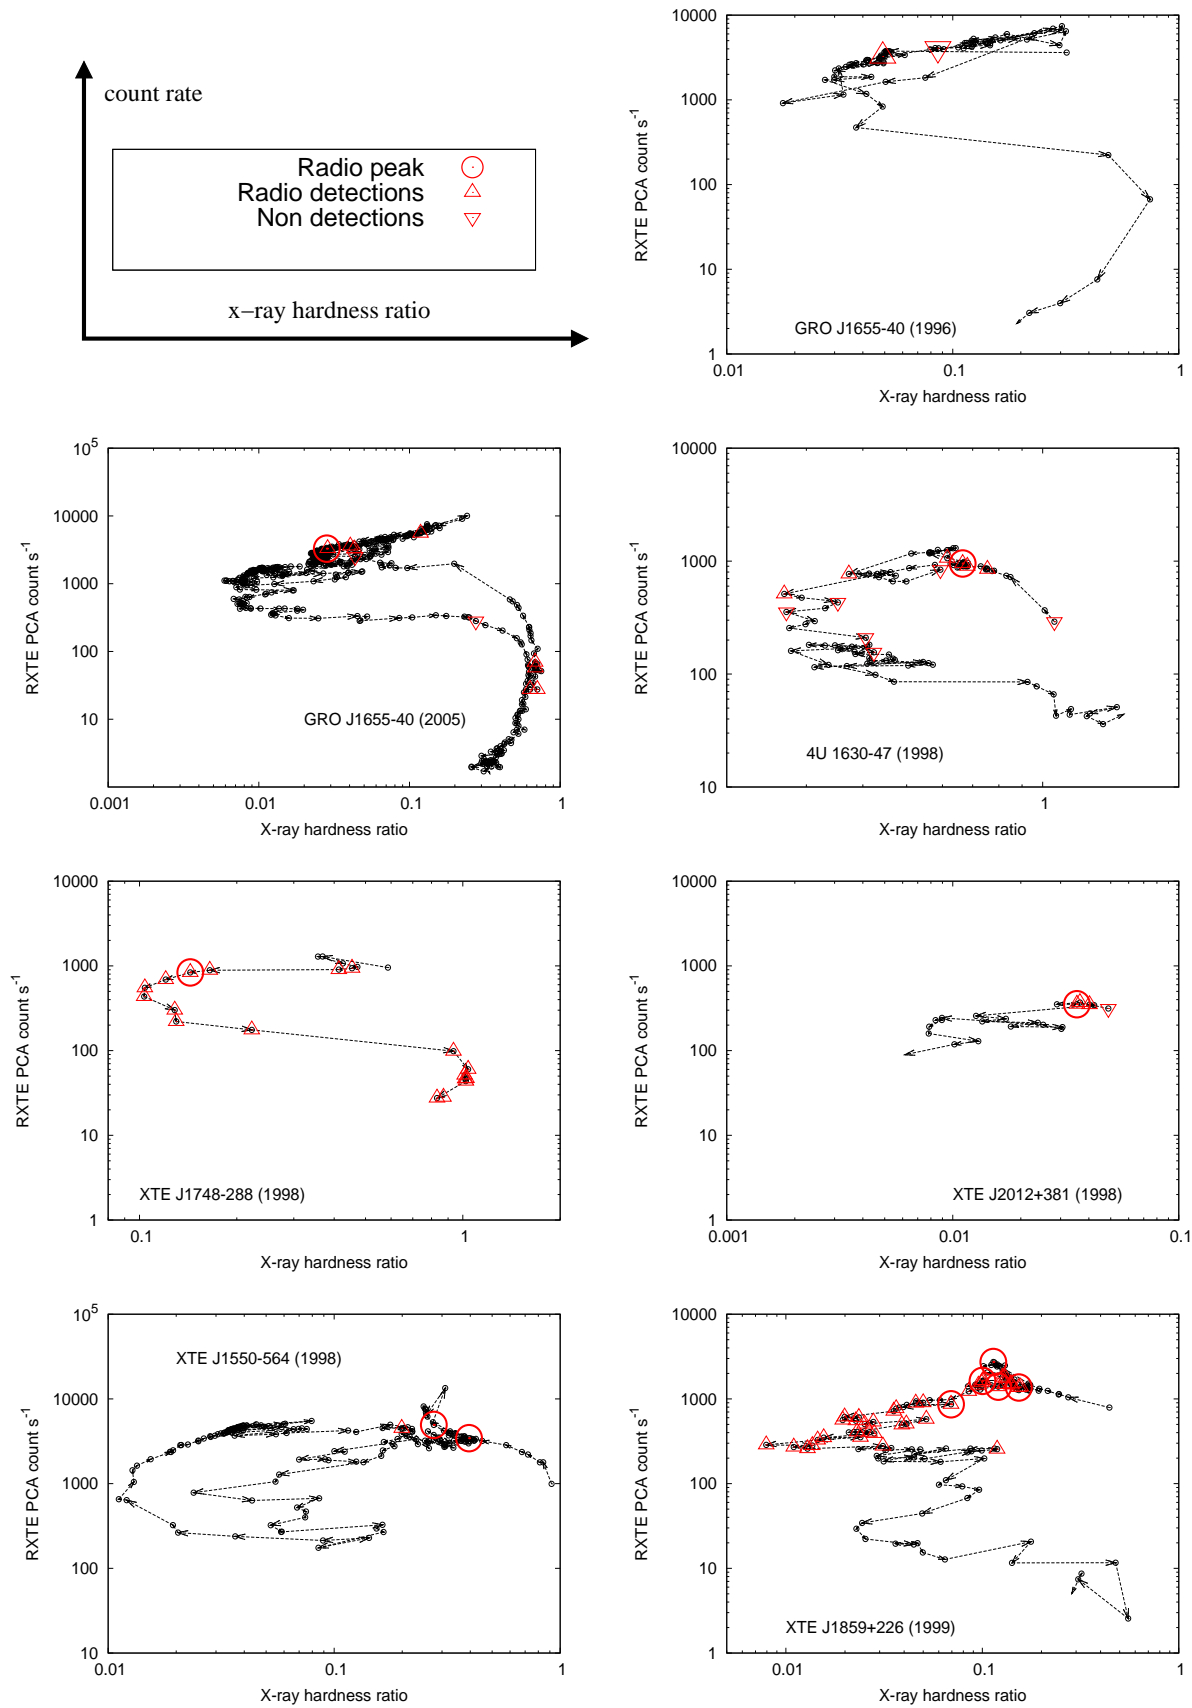 count rate
Radio peak
Radio detections
Non detections
x-ray hardness ratio
RXTE PCA count s⁻¹
10000
1000
100
10
1
0.01
0.1
1
X-ray hardness ratio
GRO J1655-40 (1996)
RXTE PCA count s⁻¹
10⁵
10000
1000
100
10
0.001
0.01
0.1
1
X-ray hardness ratio
GRO J1655-40 (2005)
RXTE PCA count s⁻¹
10000
1000
100
10
1
X-ray hardness ratio
4U 1630-47 (1998)
RXTE PCA count s⁻¹
10000
1000
100
10
1
0.1
1
X-ray hardness ratio
XTE J1748-288 (1998)
RXTE PCA count s⁻¹
10000
1000
100
10
1
0.001
0.01
0.1
X-ray hardness ratio
XTE J2012+381 (1998)
RXTE PCA count s⁻¹
10⁵
10000
1000
100
10
0.01
0.1
1
X-ray hardness ratio
XTE J1550-564 (1998)
RXTE PCA count s⁻¹
10000
1000
100
10
1
0.01
0.1
1
X-ray hardness ratio
XTE J1859+226 (1999)